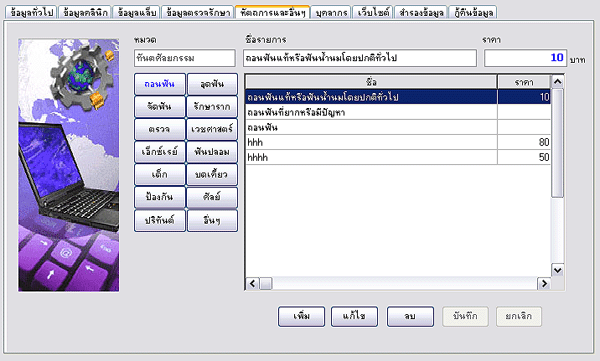 ข้อมูลทั่วไป ข้อมูลคลินิก ข้อมูลแล็บ ข้อมูลตรวจรักษา ทัตถการและอื่นๆ บุคลากร เว็บไซต์ สำรองข้อมูล กู้คืนข้อมูล
หมวด ชื่อรายการ ราคา
ทันตศัลยกรรม ถอนฟันแท้หรือฟันน้ำนมโดยปกติทั่วไป 10 บาท
ถอนฟัน อุดฟัน
จัดฟัน รักษาราก
ตรวจ เวชศาสตร์
เอ็กซ์เรย์ ฟันปลอม
เด็ก บดเคี้ยว
ป้องกัน ศัลย์
ปริทันต์ อื่นๆ
ชื่อ ราคา
ถอนฟันแท้หรือฟันน้ำนมโดยปกติทั่วไป 10
ถอนฟันที่ยากหรือมีปัญหา
ถอนฟัน
hhh 80
hhhh 50
เพิ่ม แก้ไข ลบ บันทึก ยกเลิก